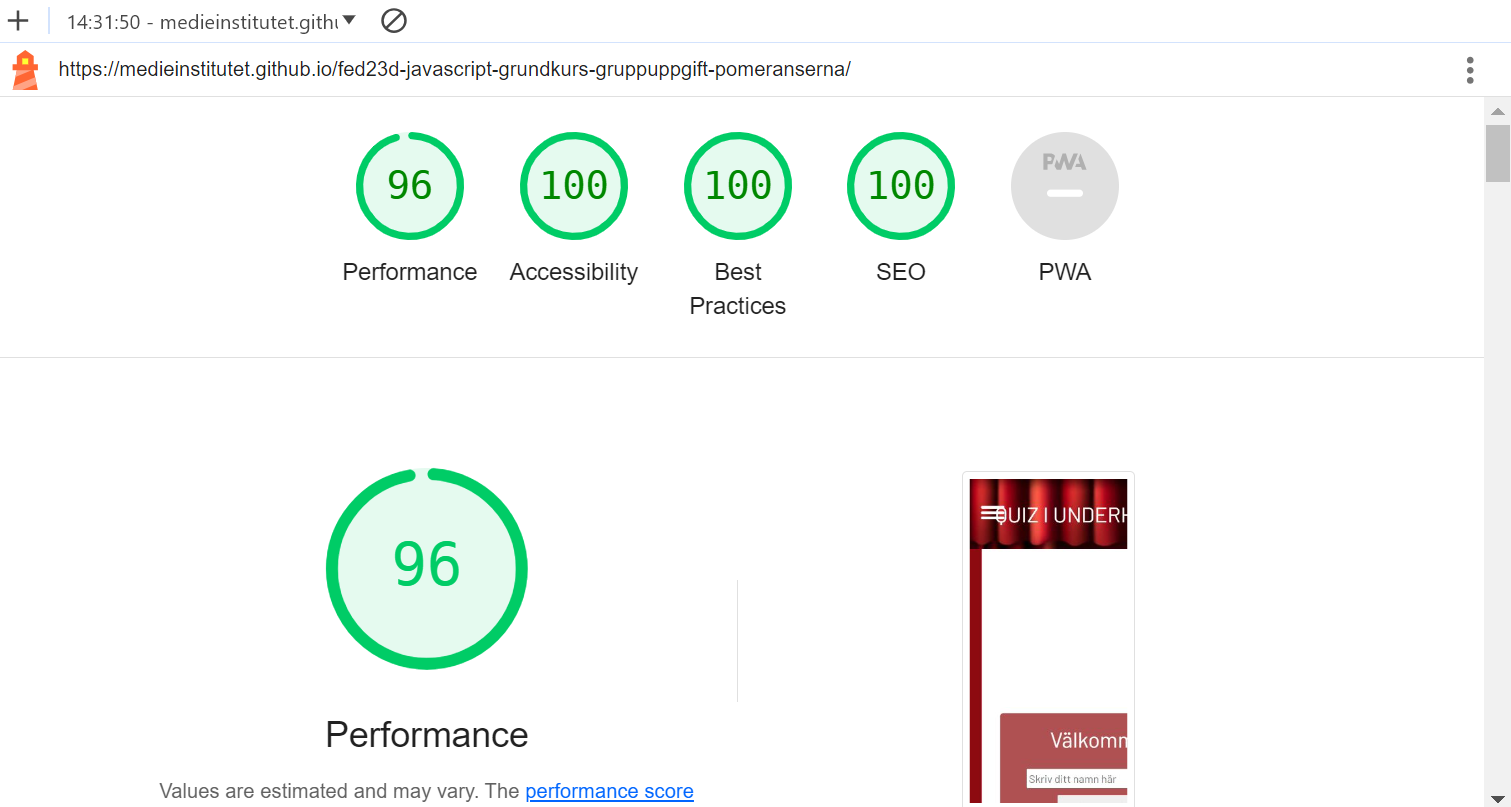 14:31:50 - medieinstitutet.githu
https://medieinstitutet.github.io/fed23d-javascript-grundkurs-gruppuppgift-pomeranserna/
96
100
100
100
PWA
Performance
Accessibility
Best
Practices
SEO
PWA
96
Performance
Values are estimated and may vary. The performance score
QUIZ I UNDERH
Välkomm
Skriv ditt namn här